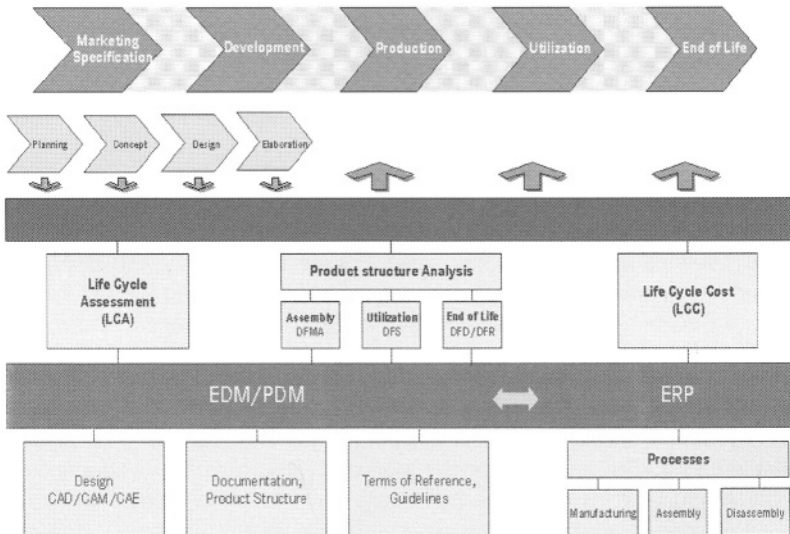 Marketing
Specification
Development
Production
Utilization
End of Life
Planning
Concept
Design
Elaboration
Life Cycle
Assessment
(LCA)
Product structure Analysis
Assembly
DFMA
Utilization
DFS
End of Life
DFD/DFR
Life Cycle Cost
(LCC)
EDM/PDM
ERP
Design
CAD/CAM/CAE
Documentation,
Product Structure
Terms of Reference,
Guidelines
Processes
Manufacturing
Assembly
Disassembly